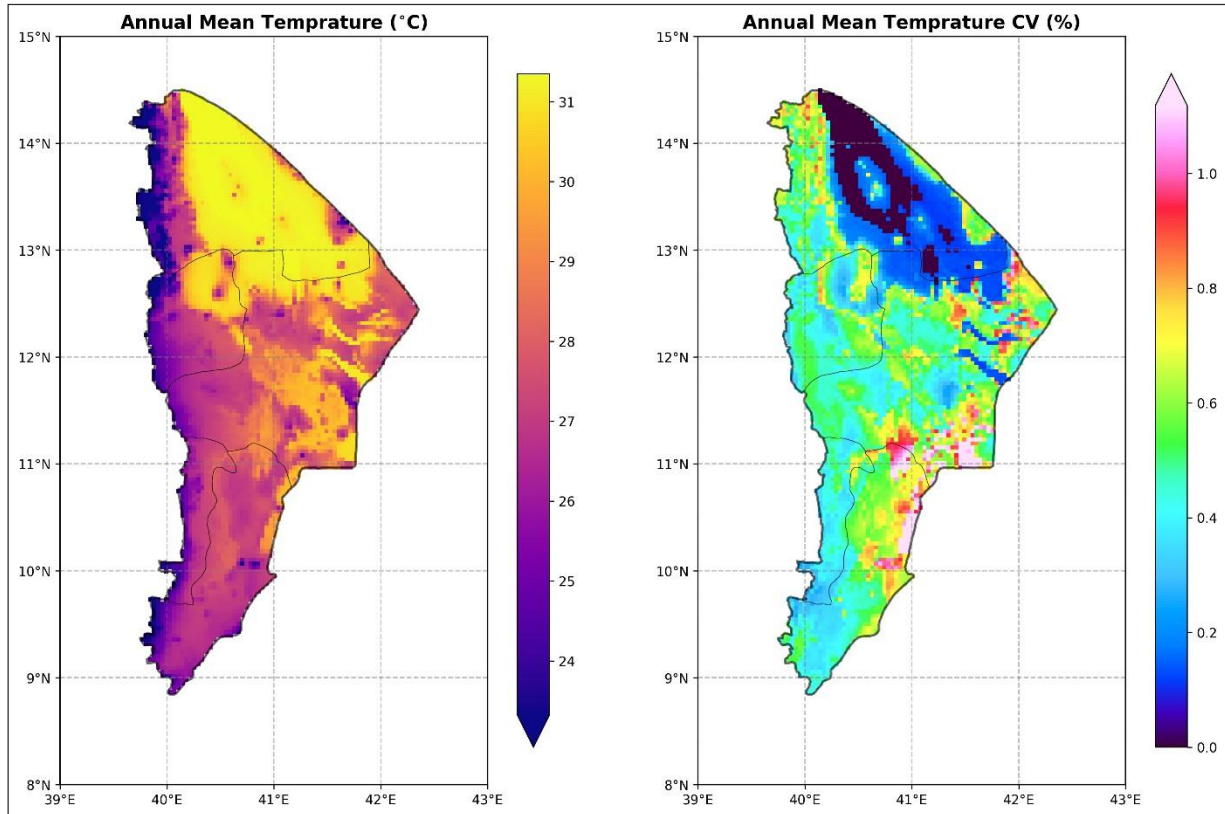 Annual Mean Temprature (°C)
15°N
14°N
13°N
12°N
11°N
10°N
9°N
8°N
39°E
40°E
41°E
42°E
43°E
31
30
29
28
27
26
25
24
Annual Mean Temprature CV (%)
15°N
14°N
13°N
12°N
11°N
10°N
9°N
8°N
39°E
40°E
41°E
42°E
43°E
1.0
0.8
0.6
0.4
0.2
0.0